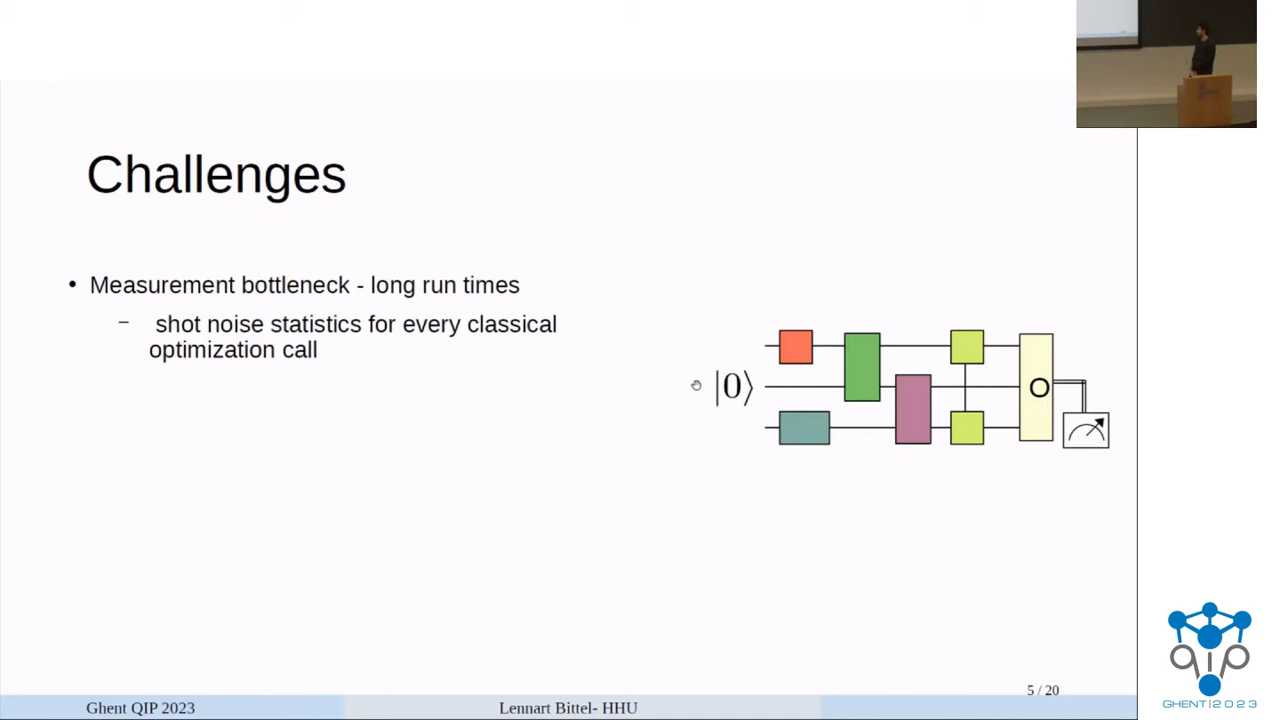 Challenges
• Measurement bottleneck - long run times
– shot noise statistics for every classical
optimization call
|0⟩
O
5 / 20
Ghent QIP 2023
Lennart Bittel- HHU
qip
GHENT|2023